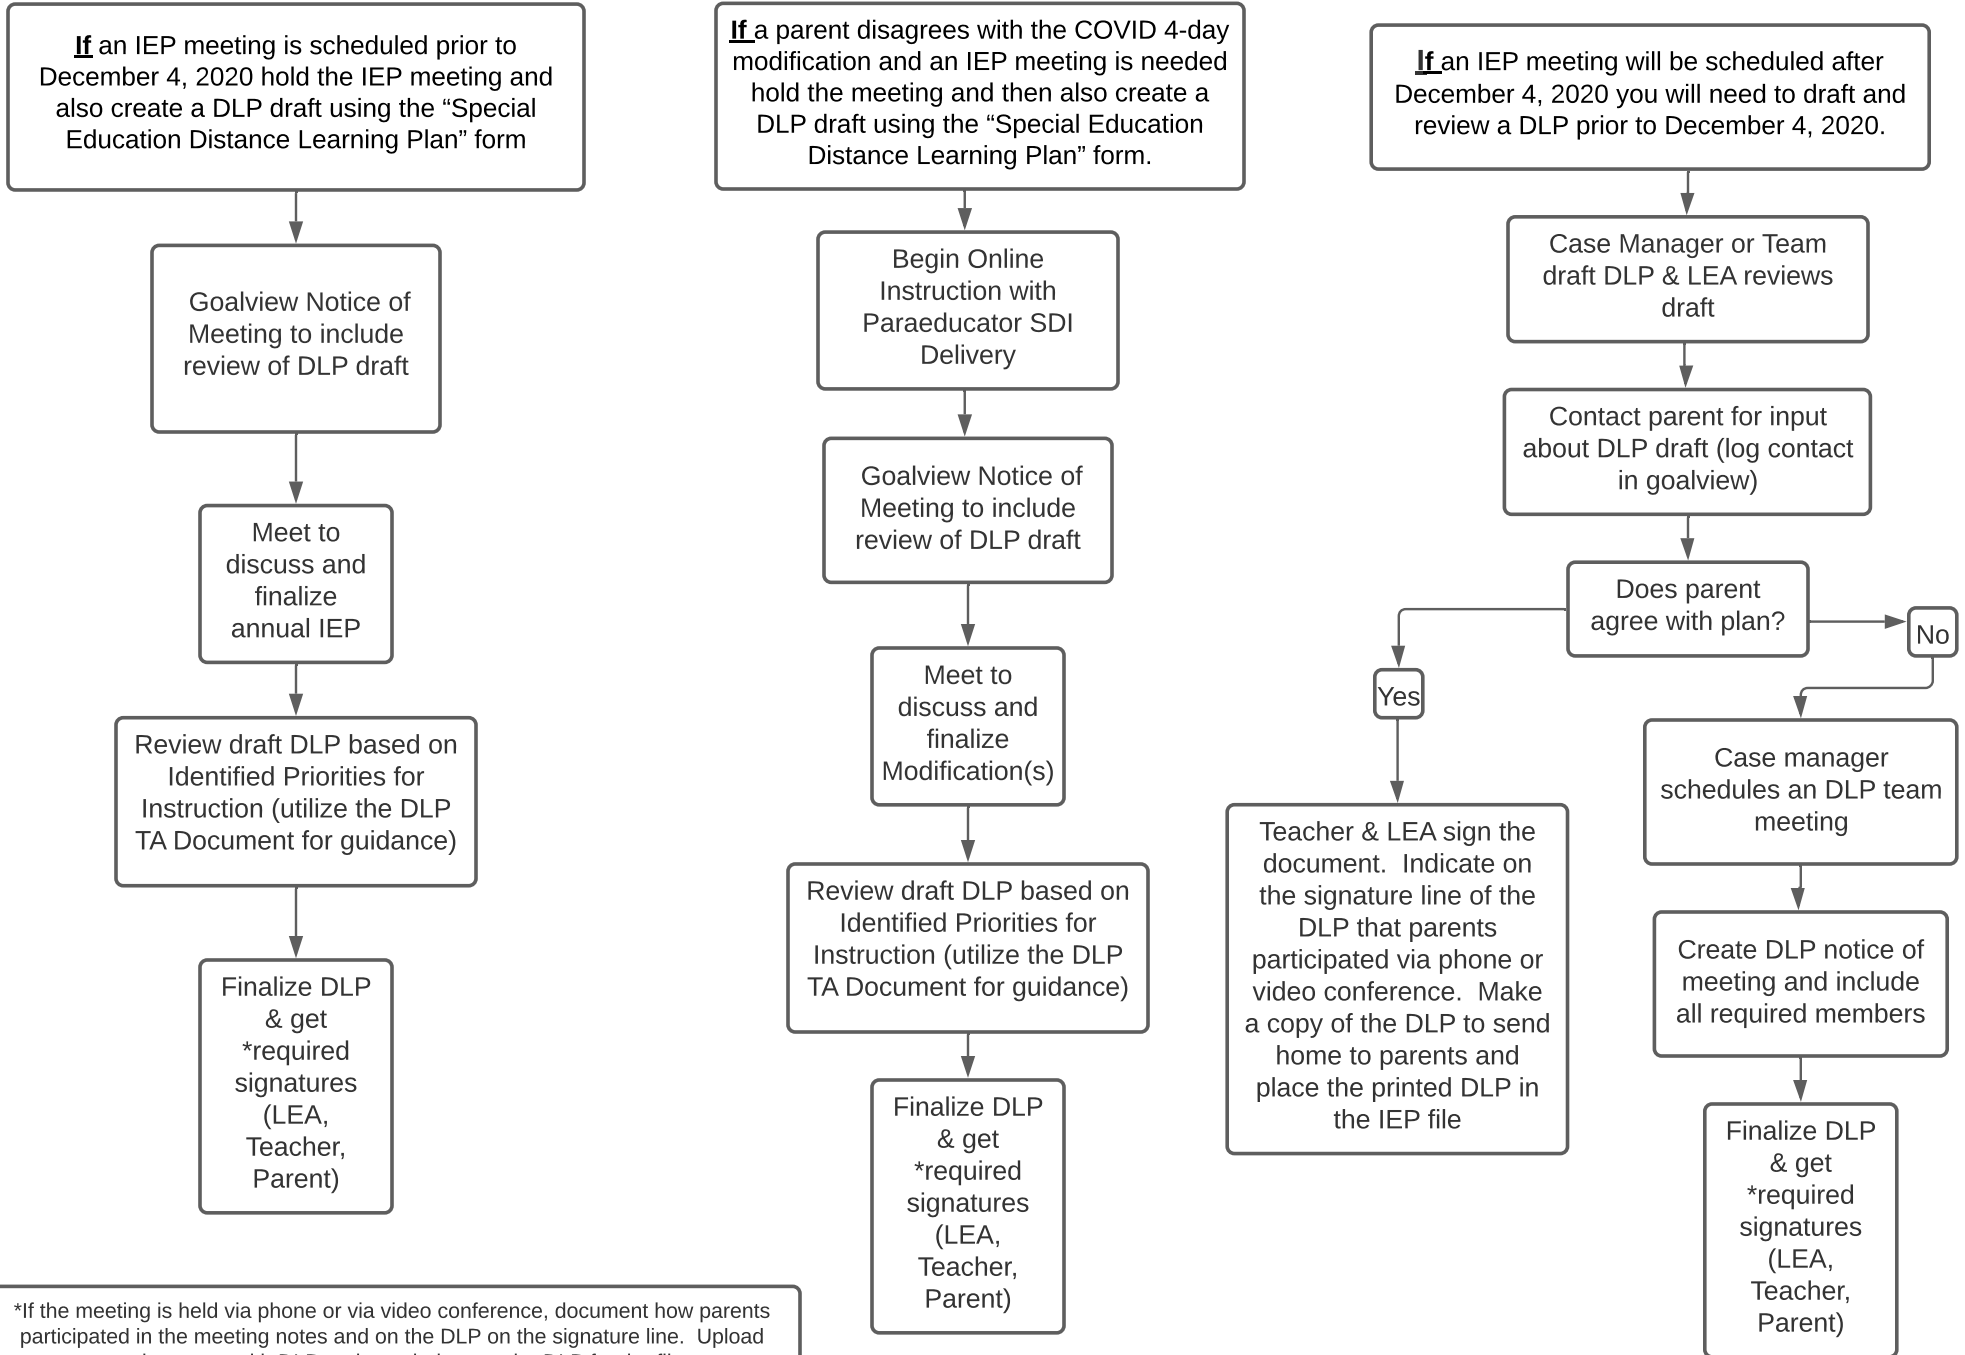 If an IEP meeting is scheduled prior to
December 4, 2020 hold the IEP meeting and
also create a DLP draft using the “Special
Education Distance Learning Plan” form
Goalview Notice of
Meeting to include
review of DLP draft
Meet to
discuss and
finalize
annual IEP
Review draft DLP based on
Identified Priorities for
Instruction (utilize the DLP
TA Document for guidance)
Finalize DLP
& get
*required
signatures
(LEA,
Teacher,
Parent)
*If the meeting is held via phone or via video conference, document how parents
participated in the meeting notes and on the DLP on the signature line.  Upload
If a parent disagrees with the COVID 4-day
modification and an IEP meeting is needed
hold the meeting and then also create a
DLP draft using the “Special Education
Distance Learning Plan” form.
Begin Online
Instruction with
Paraeducator SDI
Delivery
Goalview Notice of
Meeting to include
review of DLP draft
Meet to
discuss and
finalize
Modification(s)
Review draft DLP based on
Identified Priorities for
Instruction (utilize the DLP
TA Document for guidance)
Finalize DLP
& get
*required
signatures
(LEA,
Teacher,
Parent)
If an IEP meeting will be scheduled after
December 4, 2020 you will need to draft and
review a DLP prior to December 4, 2020.
Case Manager or Team
draft DLP & LEA reviews
draft
Contact parent for input
about DLP draft (log contact
in goalview)
Does parent
agree with plan?
Yes
Teacher & LEA sign the
document.  Indicate on
the signature line of the
DLP that parents
participated via phone or
video conference.  Make
a copy of the DLP to send
home to parents and
place the printed DLP in
the IEP file
No
Case manager
schedules an DLP team
meeting
Create DLP notice of
meeting and include
all required members
Finalize DLP
& get
*required
signatures
(LEA,
Teacher,
Parent)